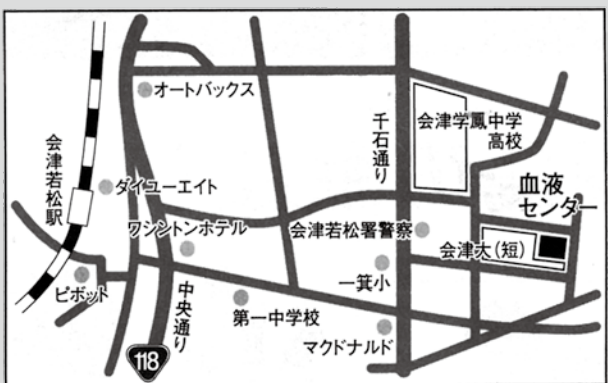 オートバックス
千石通り
会津学鳳中学
高校
会津若松駅
ダイユーエイト
血液
センター
ワシントンホテル
会津若松署警察
会津大(短)
ピボット
中央通り
一箕小
第一中学校
マクドナルド
118